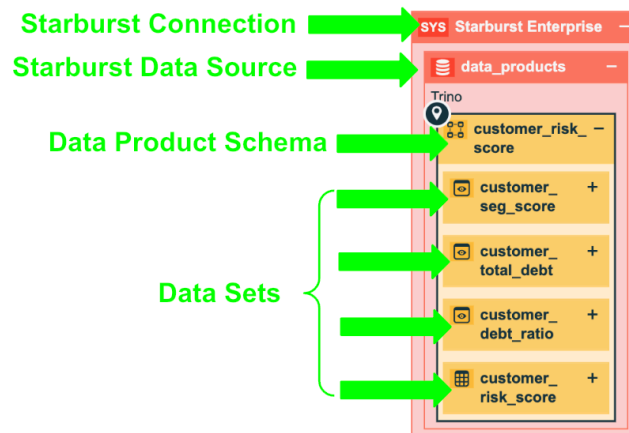 Starburst Connection
SYS Starburst Enterprise −
Starburst Data Source
data_products −
Trino
Data Product Schema
customer_risk_ −
score
customer_ +
seg_score
customer_ +
total_debt
Data Sets
customer_ +
debt_ratio
customer_ +
risk_score